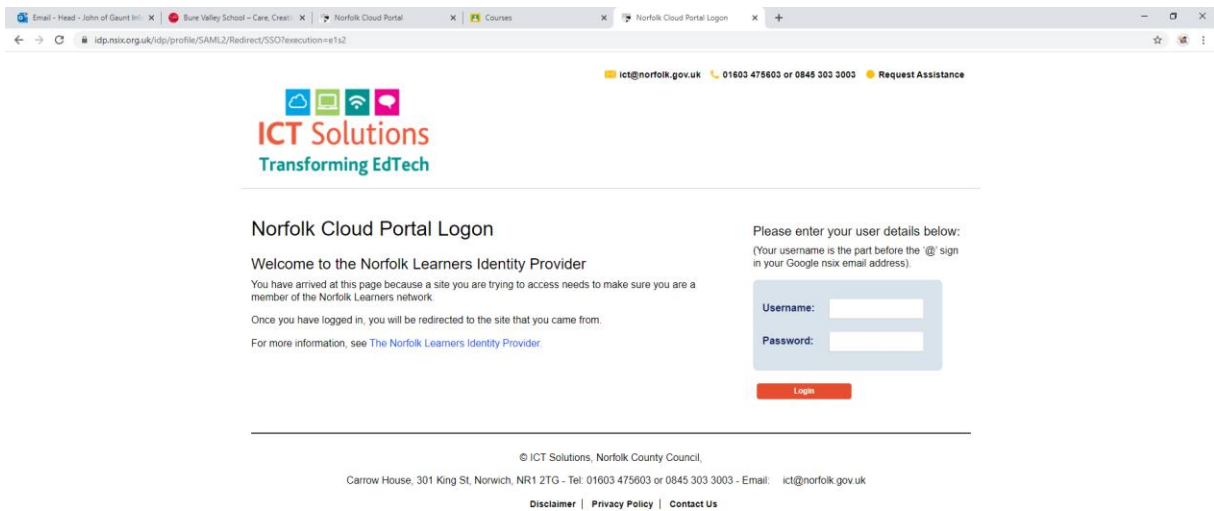 Email - Head - John of Gaunt Inf
Bure Valley School – Care, Creati
Norfolk Cloud Portal
Courses
Norfolk Cloud Portal Logon
idp.nsix.org.uk/idp/profile/SAML2/Redirect/SSO?execution=e1s2
ict@norfolk.gov.uk 01603 475603 or 0845 303 3003 Request Assistance
ICT Solutions
Transforming EdTech
Norfolk Cloud Portal Logon
Welcome to the Norfolk Learners Identity Provider
You have arrived at this page because a site you are trying to access needs to make sure you are a
member of the Norfolk Learners network.
Once you have logged in, you will be redirected to the site that you came from.
For more information, see The Norfolk Learners Identity Provider.
Please enter your user details below:
(Your username is the part before the '@' sign
in your Google nsix email address).
Username:
Password:
Login
© ICT Solutions, Norfolk County Council,
Carrow House, 301 King St, Norwich, NR1 2TG - Tel: 01603 475603 or 0845 303 3003 - Email: ict@norfolk.gov.uk
Disclaimer | Privacy Policy | Contact Us